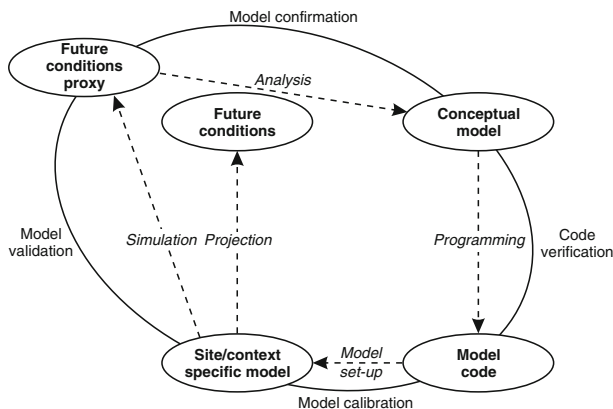 Model confirmation
Future
conditions
proxy
Analysis
Future
conditions
Conceptual
model
Model
validation
Simulation
Projection
Programming
Code
verification
Site/context
specific model
Model
set-up
Model
code
Model calibration